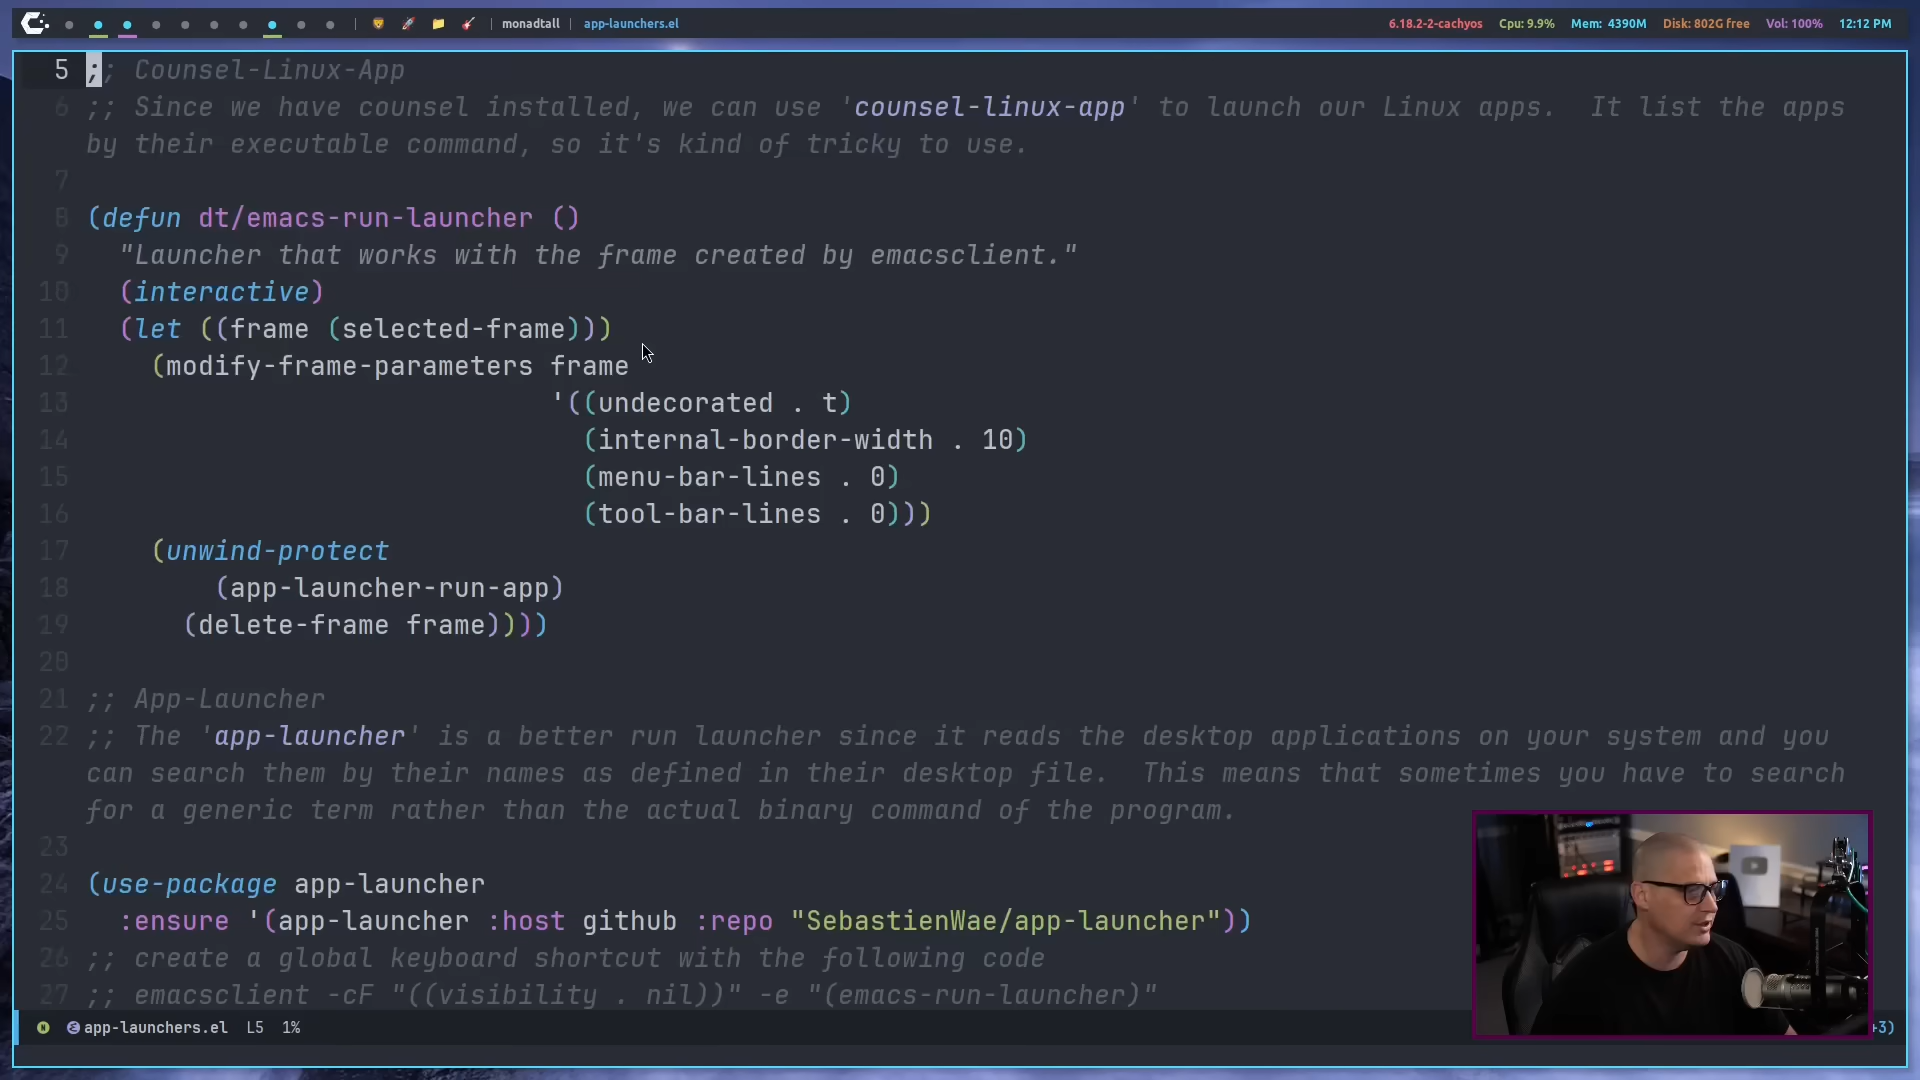 monadtall app-launchers.el 6.18.2-2-cachyos Cpu: 9.9% Mem: 4390M Disk: 802G free Vol: 100% 12:12 PM
5 ;; Counsel-Linux-App
6 ;; Since we have counsel installed, we can use 'counsel-linux-app' to launch our Linux apps.  It list the apps
by their executable command, so it's kind of tricky to use.
7
8 (defun dt/emacs-run-launcher ()
9   "Launcher that works with the frame created by emacsclient."
10   (interactive)
11   (let ((frame (selected-frame)))
12     (modify-frame-parameters frame
13                              '((undecorated . t)
14                                (internal-border-width . 10)
15                                (menu-bar-lines . 0)
16                                (tool-bar-lines . 0)))
17     (unwind-protect
18         (app-launcher-run-app)
19       (delete-frame frame))))
20
21 ;; App-Launcher
22 ;; The 'app-launcher' is a better run launcher since it reads the desktop applications on your system and you
can search them by their names as defined in their desktop file.  This means that sometimes you have to search
for a generic term rather than the actual binary command of the program.
23
24 (use-package app-launcher
25   :ensure '(app-launcher :host github :repo "SebastienWae/app-launcher"))
26 ;; create a global keyboard shortcut with the following code
27 ;; emacsclient -cF "((visibility . nil))" -e "(emacs-run-launcher)"
N app-launchers.el L5 1% +3)